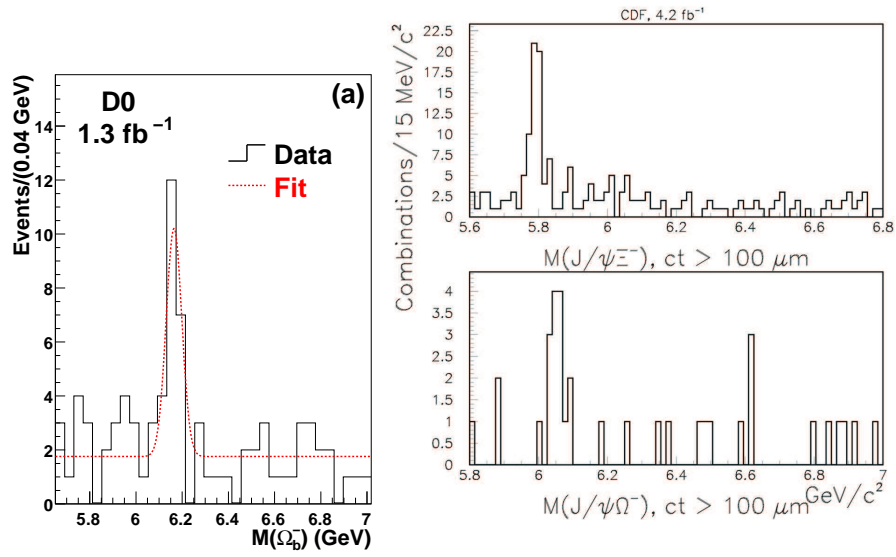 (a)
D0
1.3 fb⁻¹
Data
Fit
Events/(0.04 GeV)
14
12
10
8
6
4
2
0
5.8 6 6.2 6.4 6.6 6.8 7
M(Ω_b⁻) (GeV)
CDF, 4.2 fb⁻¹
Combinations/15 MeV/c²
22.5
20
17.5
15
12.5
10
7.5
5
2.5
0
5.6 5.8 6 6.2 6.4 6.6 6.8
M(J/ψΞ⁻), ct > 100 μm
4
3.5
3
2.5
2
1.5
1
0.5
0
5.8 6 6.2 6.4 6.6 6.8 7
GeV/c²
M(J/ψΩ⁻), ct > 100 μm